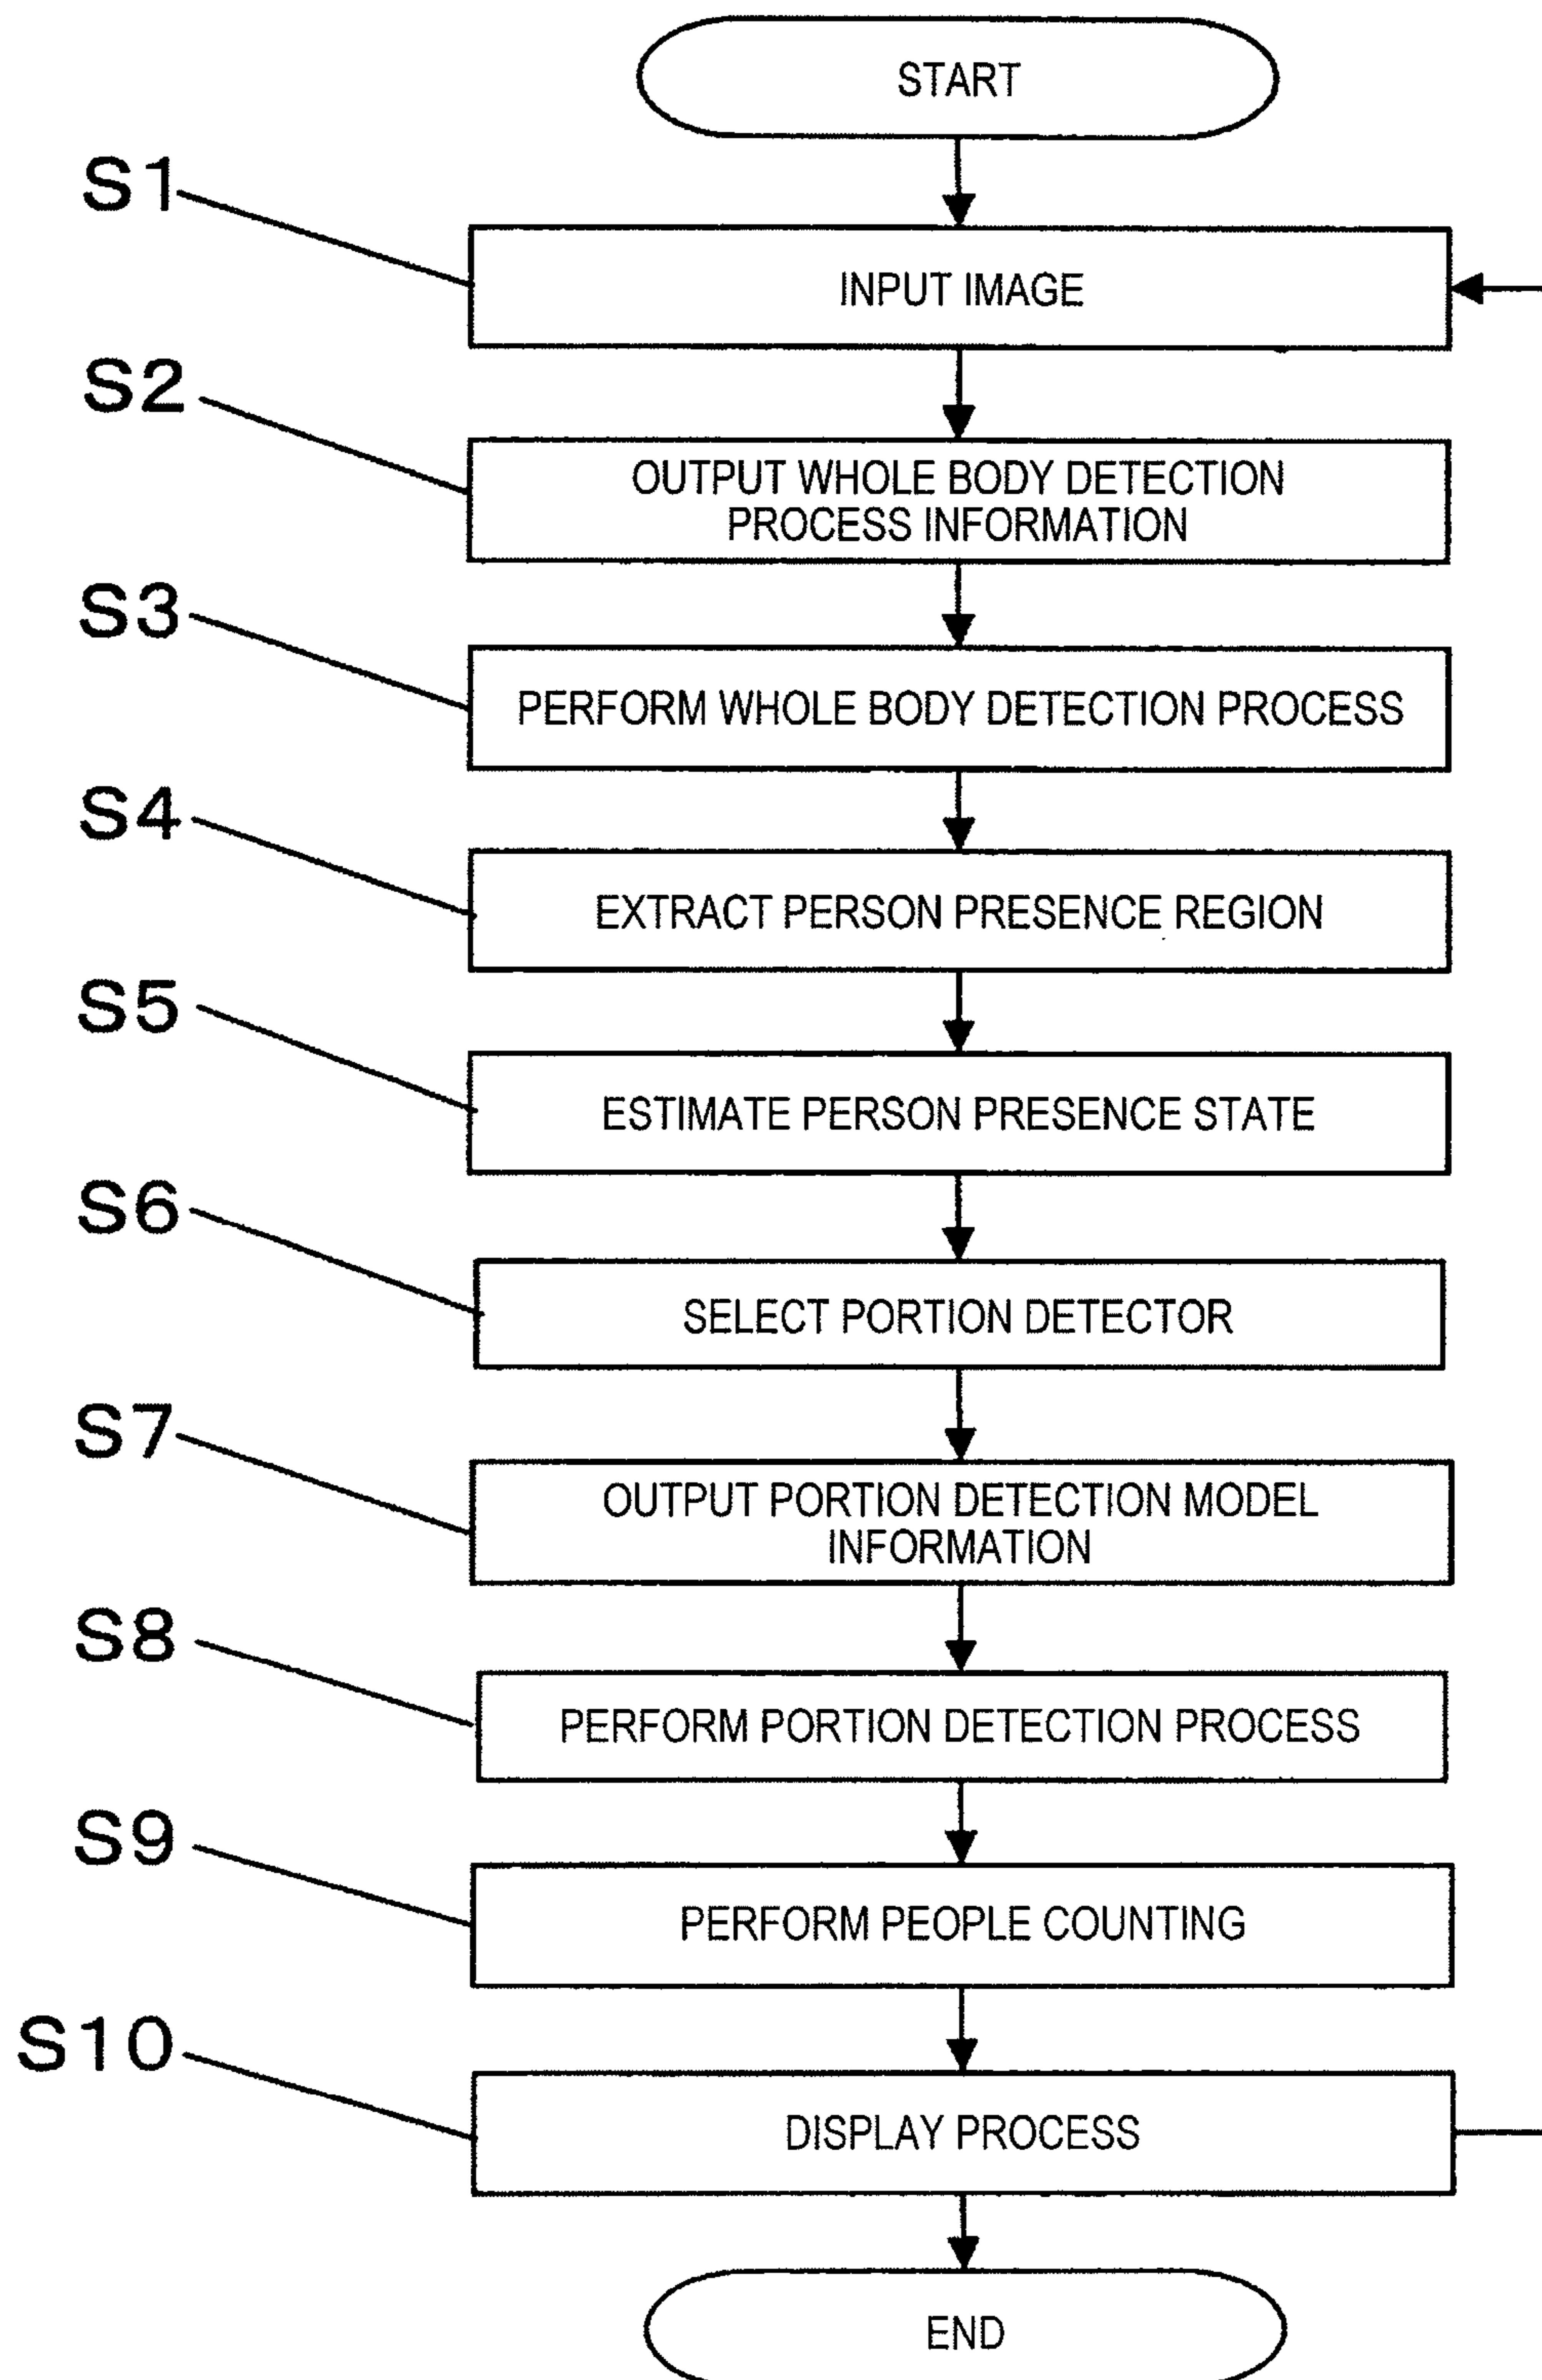 START
S1
INPUT IMAGE
S2
OUTPUT WHOLE BODY DETECTION
PROCESS INFORMATION
S3
PERFORM WHOLE BODY DETECTION PROCESS
S4
EXTRACT PERSON PRESENCE REGION
S5
ESTIMATE PERSON PRESENCE STATE
S6
SELECT PORTION DETECTOR
S7
OUTPUT PORTION DETECTION MODEL
INFORMATION
S8
PERFORM PORTION DETECTION PROCESS
S9
PERFORM PEOPLE COUNTING
S10
DISPLAY PROCESS
END